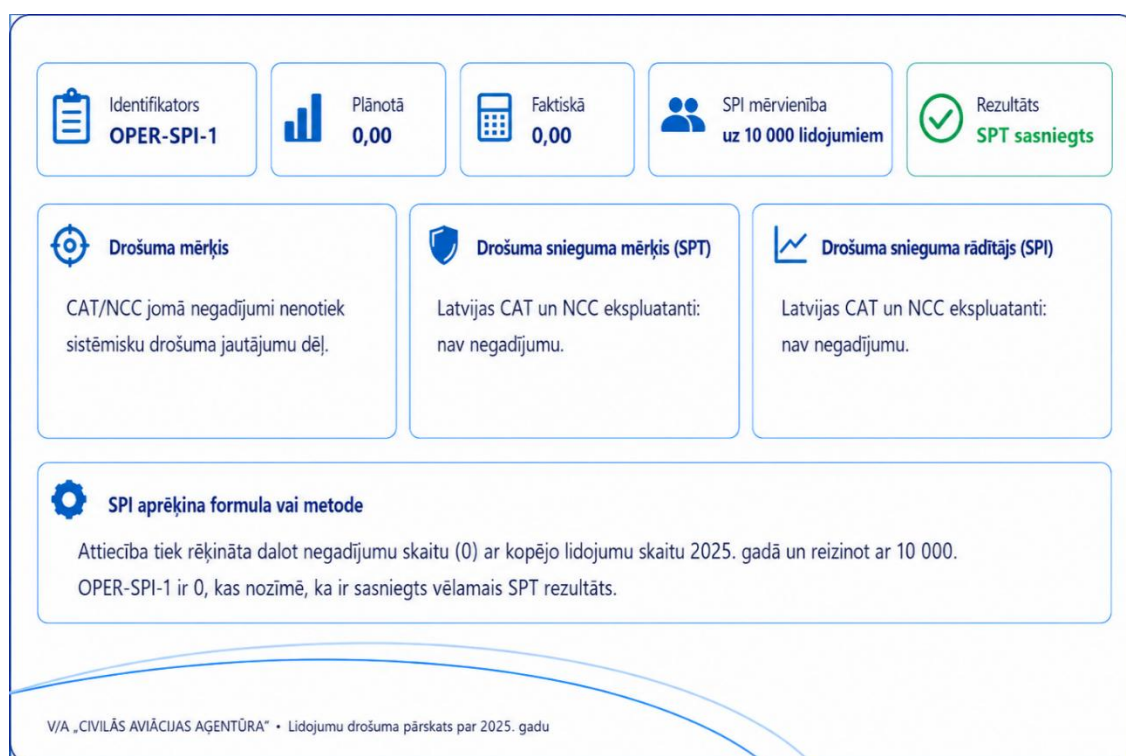 Identifikators
OPER-SPI-1
Plānotā
0,00
Faktiskā
0,00
SPI mērvienība
uz 10 000 lidojumiem
Rezultāts
SPT sasniegts
Drošuma mērķis
CAT/NCC jomā negadījumi nenotiek
sistēmisku drošuma jautājumu dēļ.
Drošuma snieguma mērķis (SPT)
Latvijas CAT un NCC ekspluatanti:
nav negadījumu.
Drošuma snieguma rādītājs (SPI)
Latvijas CAT un NCC ekspluatanti:
nav negadījumu.
SPI aprēķina formula vai metode
Attiecība tiek rēķināta dalot negadījumu skaitu (0) ar kopējo lidojumu skaitu 2025. gadā un reizinot ar 10 000.
OPER-SPI-1 ir 0, kas nozīmē, ka ir sasniegts vēlamais SPT rezultāts.
V/A „CIVILĀS AVIĀCIJAS AĢENTŪRA“ • Lidojumu drošuma pārskats par 2025. gadu